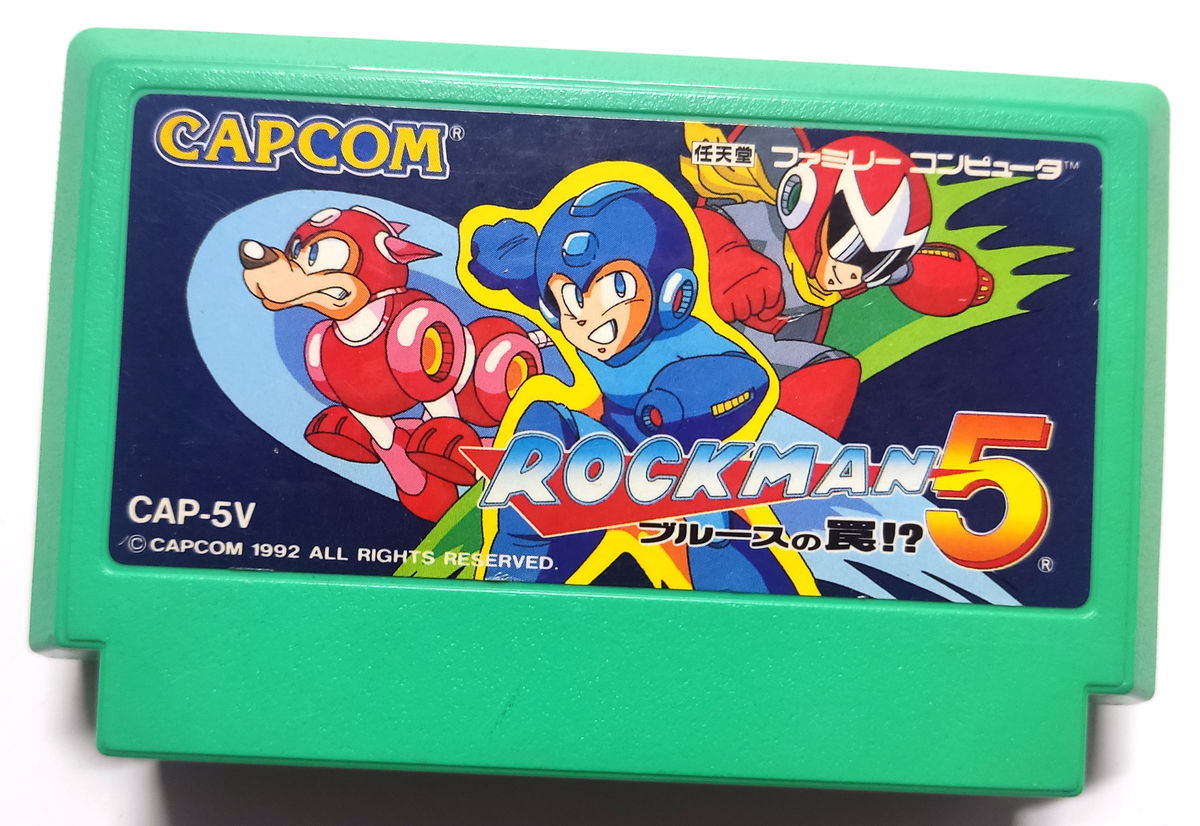 CAPCOM®
任天堂 ファミリーコンピュータ™
ROCKMAN 5®
ブルースの罠!?
CAP-5V
©CAPCOM 1992 ALL RIGHTS RESERVED.